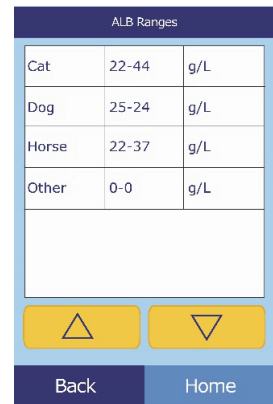 ALB Ranges
Cat 22-44 g/L
Dog 25-24 g/L
Horse 22-37 g/L
Other 0-0 g/L
Back Home